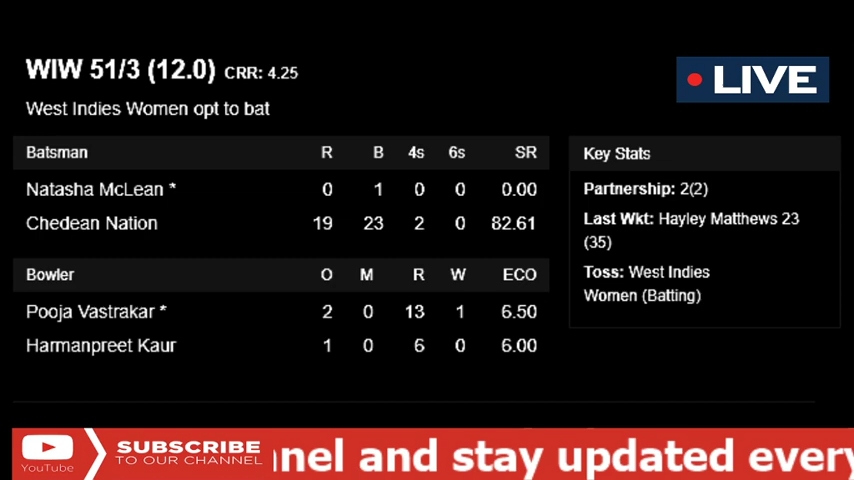 WIW 51/3 (12.0) CRR: 4.25
LIVE
West Indies Women opt to bat
Batsman R B 4s 6s SR
Natasha McLean * 0 1 0 0 0.00
Chedean Nation 19 23 2 0 82.61
Bowler O M R W ECO
Pooja Vastrakar * 2 0 13 1 6.50
Harmanpreet Kaur 1 0 6 0 6.00
Key Stats
Partnership: 2(2)
Last Wkt: Hayley Matthews 23
(35)
Toss: West Indies
Women (Batting)
YouTube
SUBSCRIBE
TO OUR CHANNEL
nel and stay updated every